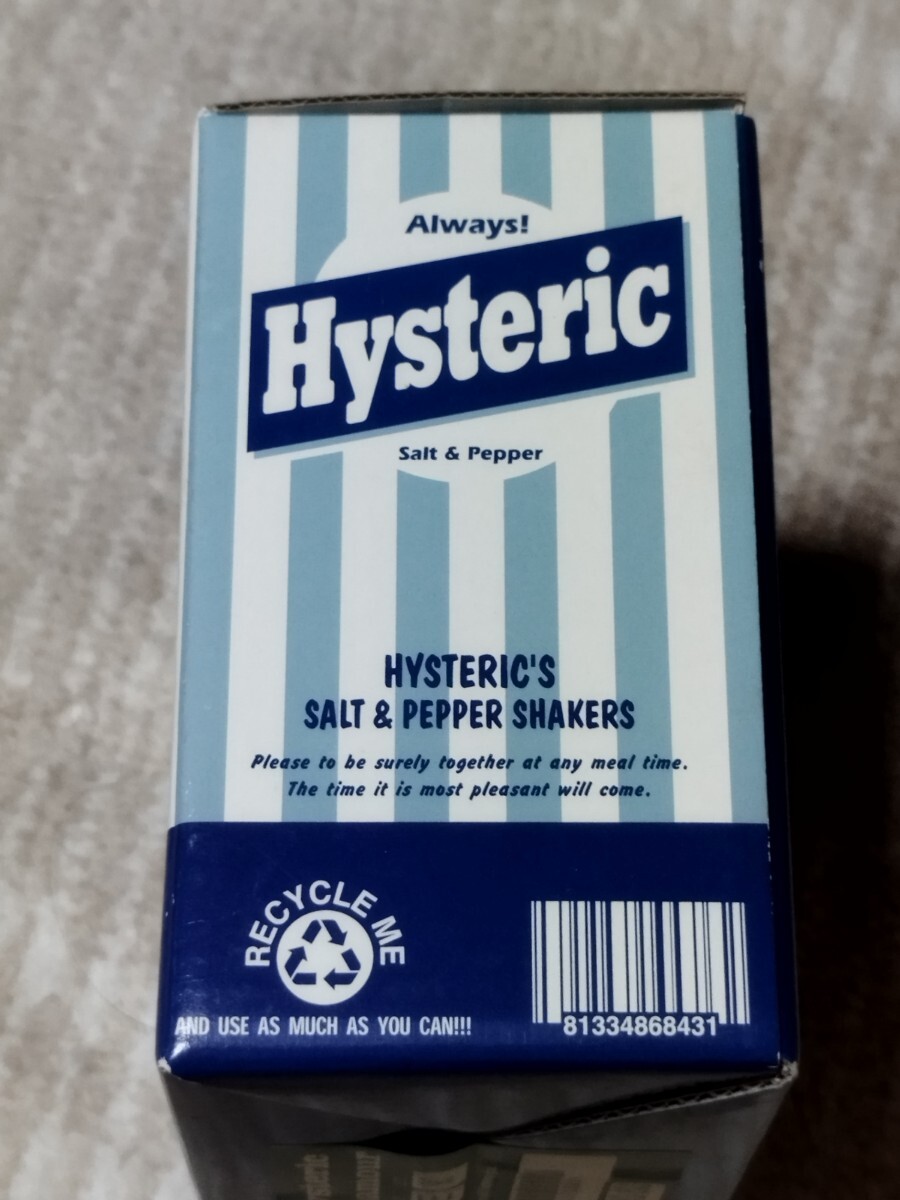 Always!
Hysteric
Salt & Pepper
HYSTERIC'S
SALT & PEPPER SHAKERS
Please to be surely together at any meal time.
The time it is most pleasant will come.
RECYCLE ME
AND USE AS MUCH AS YOU CAN!!!
81334868431